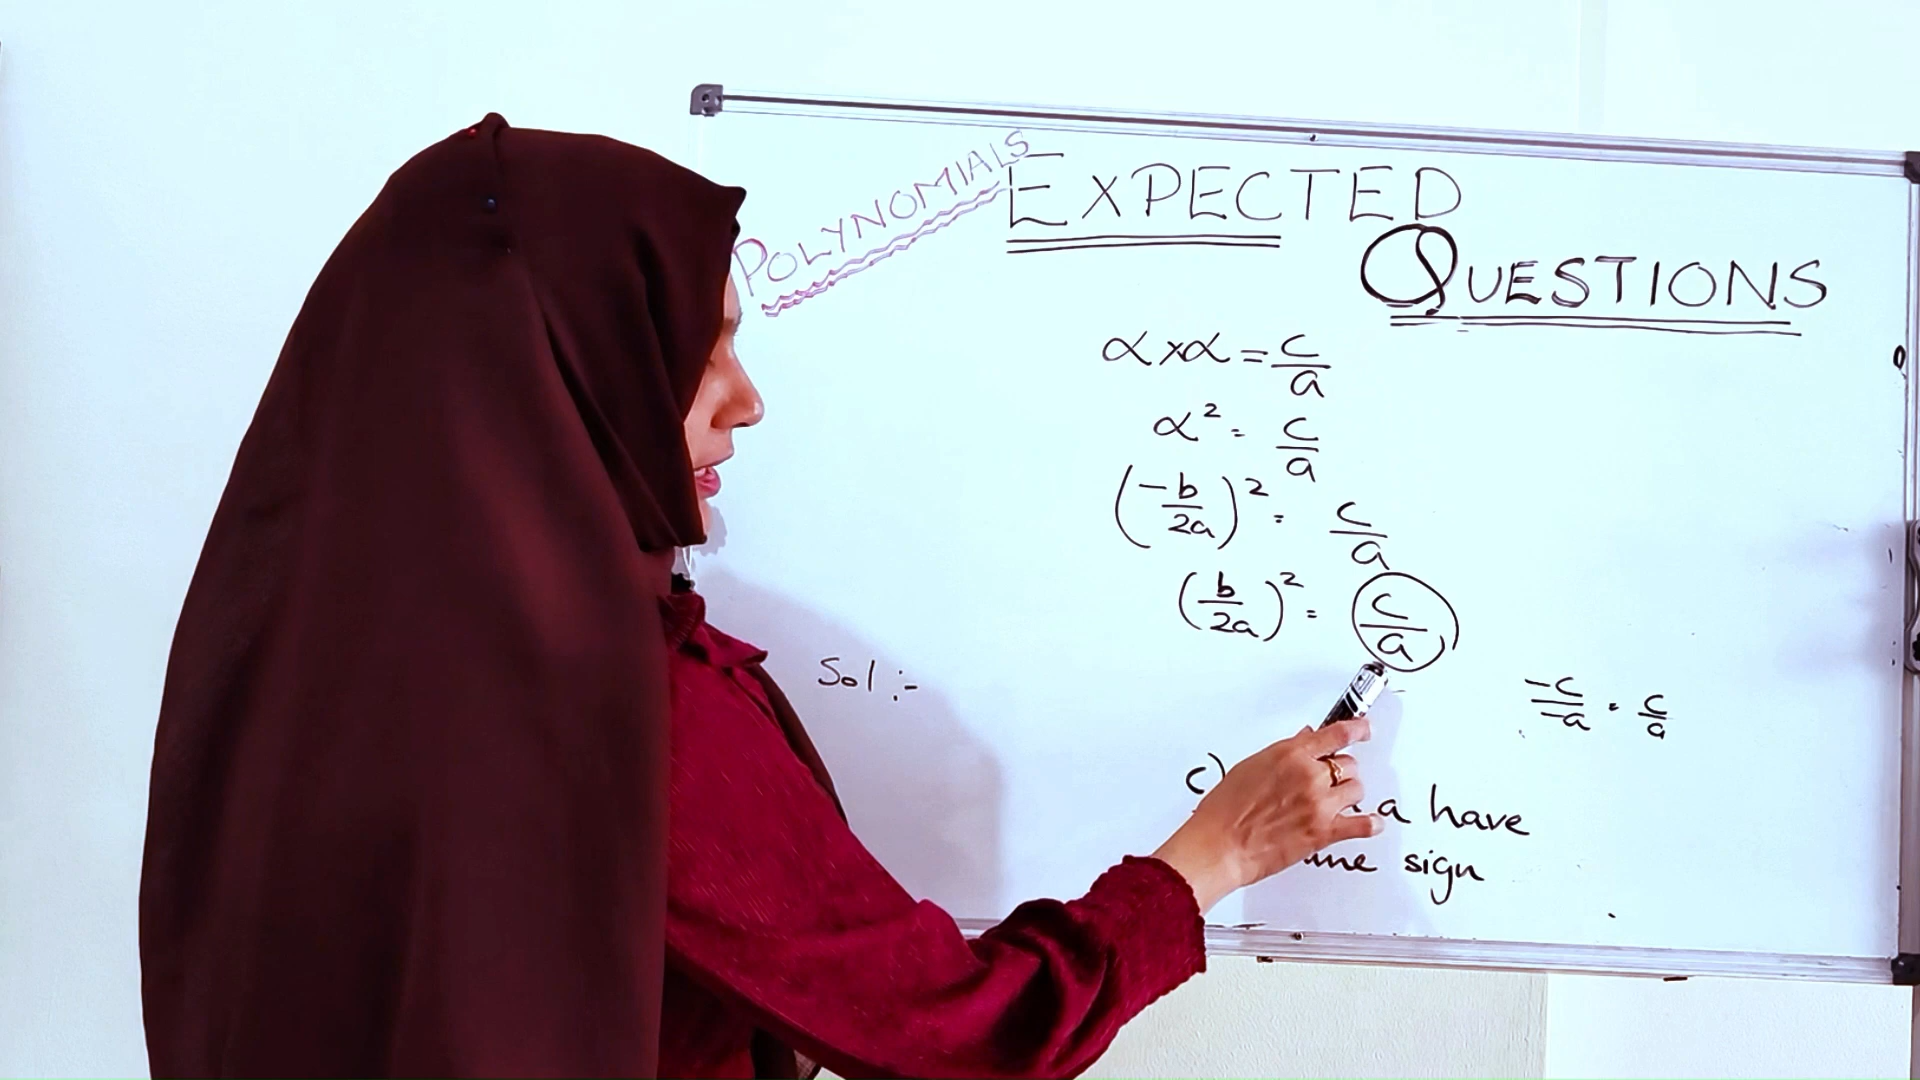 POLYNOMIALS
EXPECTED
QUESTIONS
α×α = c/a
α² = c/a
(-b/2a)² = c/a
(b/2a)² = c/a
Sol :-
-c/-a = c/a
c) a have
sign